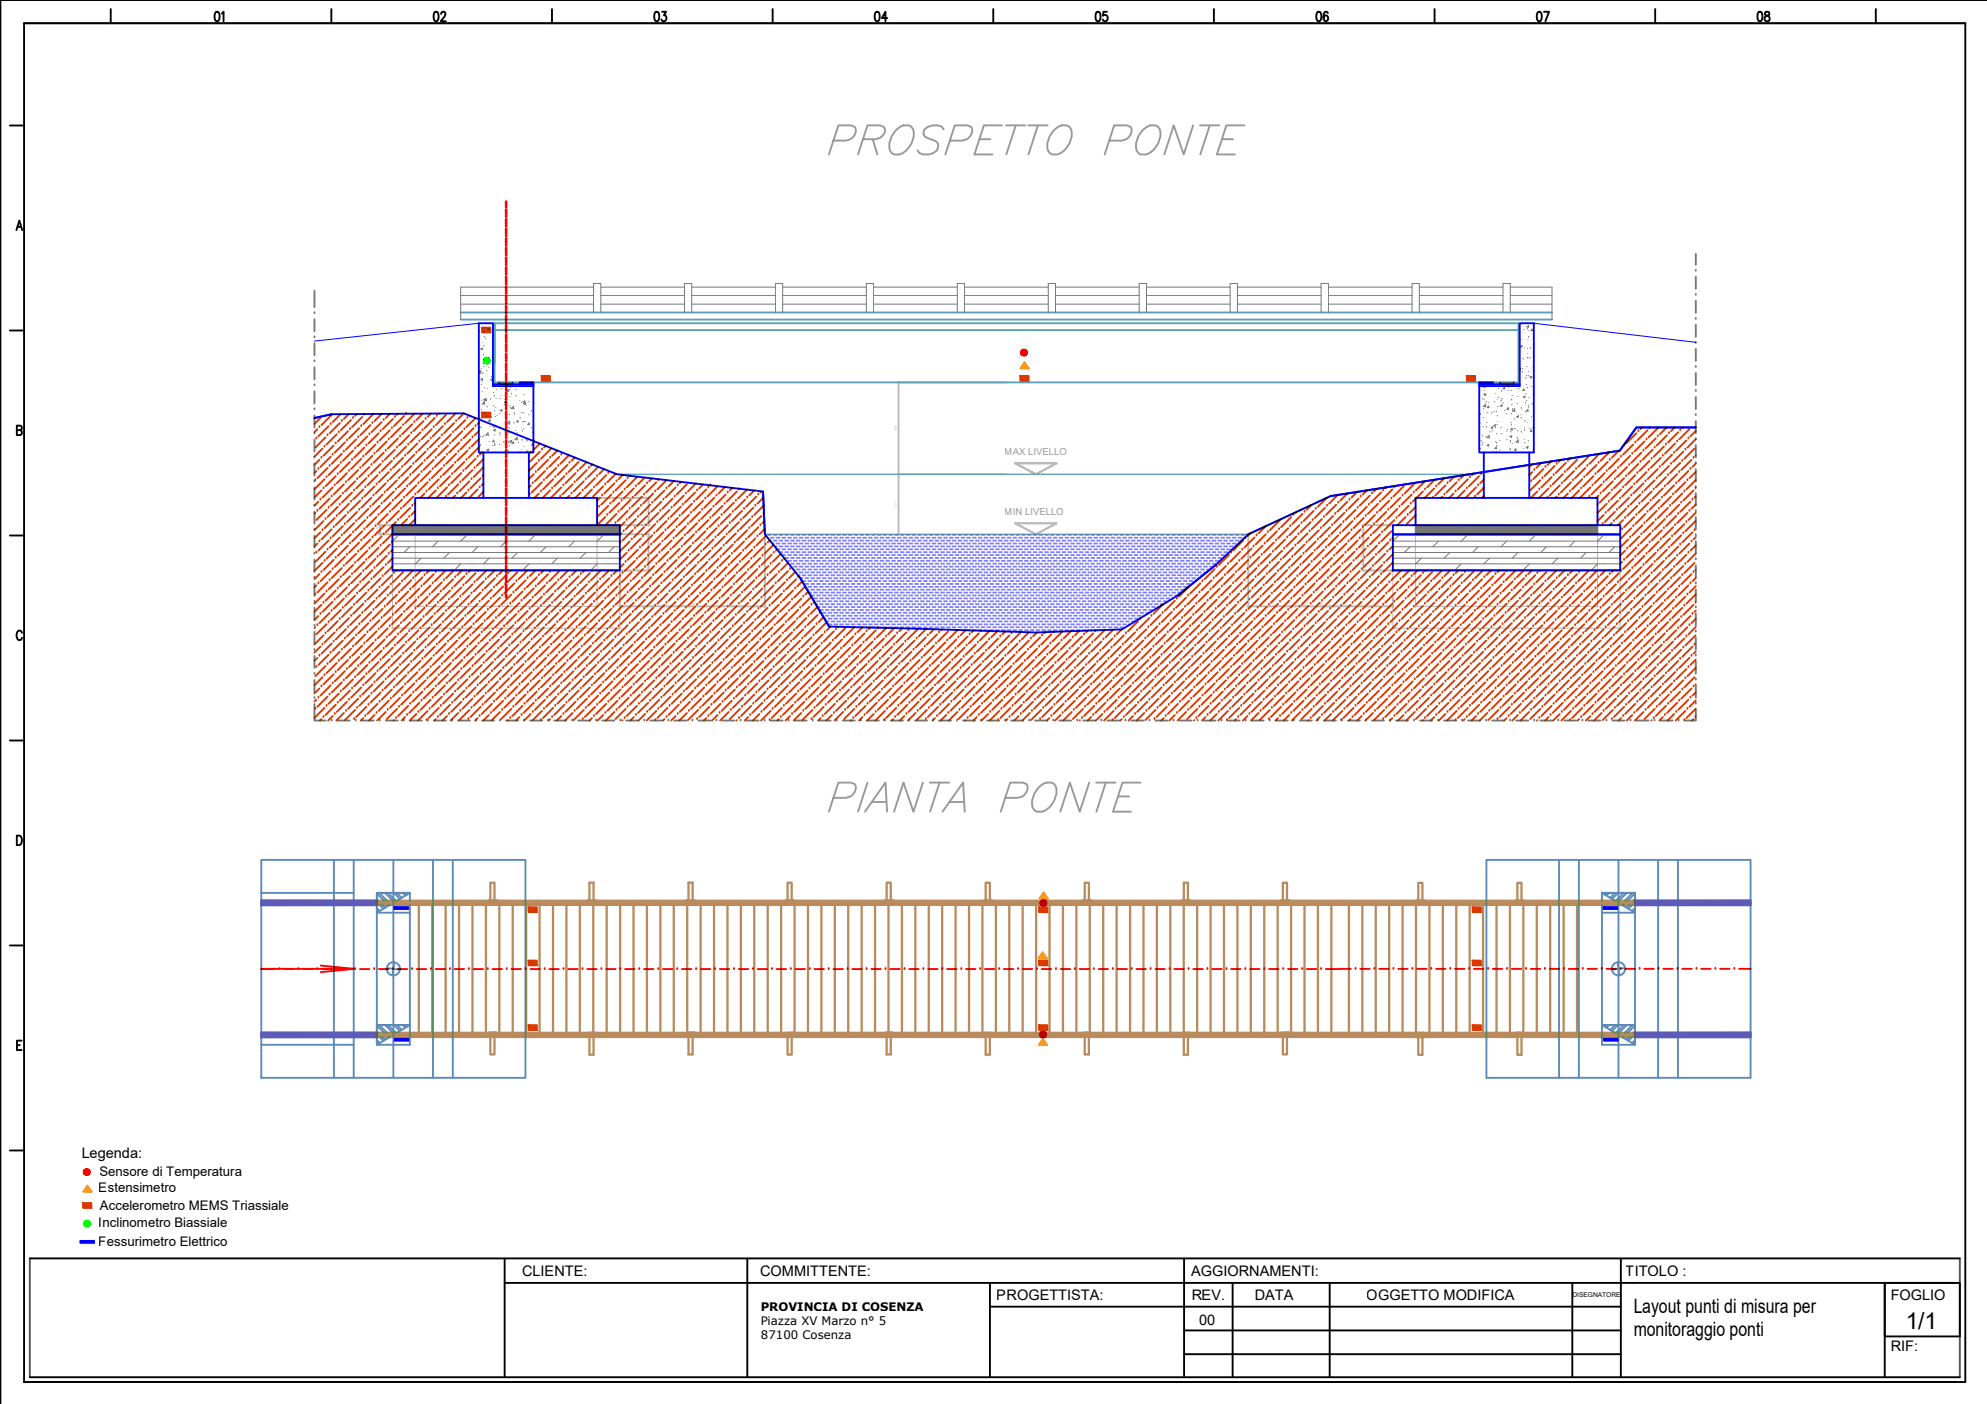 01 02 03 04 05 06 07 08
PROSPETTO PONTE
A
B
MAX LIVELLO
MIN LIVELLO
C
PIANTA PONTE
D
E
Legenda:
Sensore di Temperatura
Estensimetro
Accelerometro MEMS Triassiale
Inclinometro Biassiale
Fessurimetro Elettrico
CLIENTE:
COMMITTENTE:
PROVINCIA DI COSENZA
Piazza XV Marzo n° 5
87100 Cosenza
PROGETTISTA:
AGGIORNAMENTI:
REV. DATA OGGETTO MODIFICA DISEGNATORE
00
TITOLO :
Layout punti di misura per
monitoraggio ponti
FOGLIO
1/1
RIF: